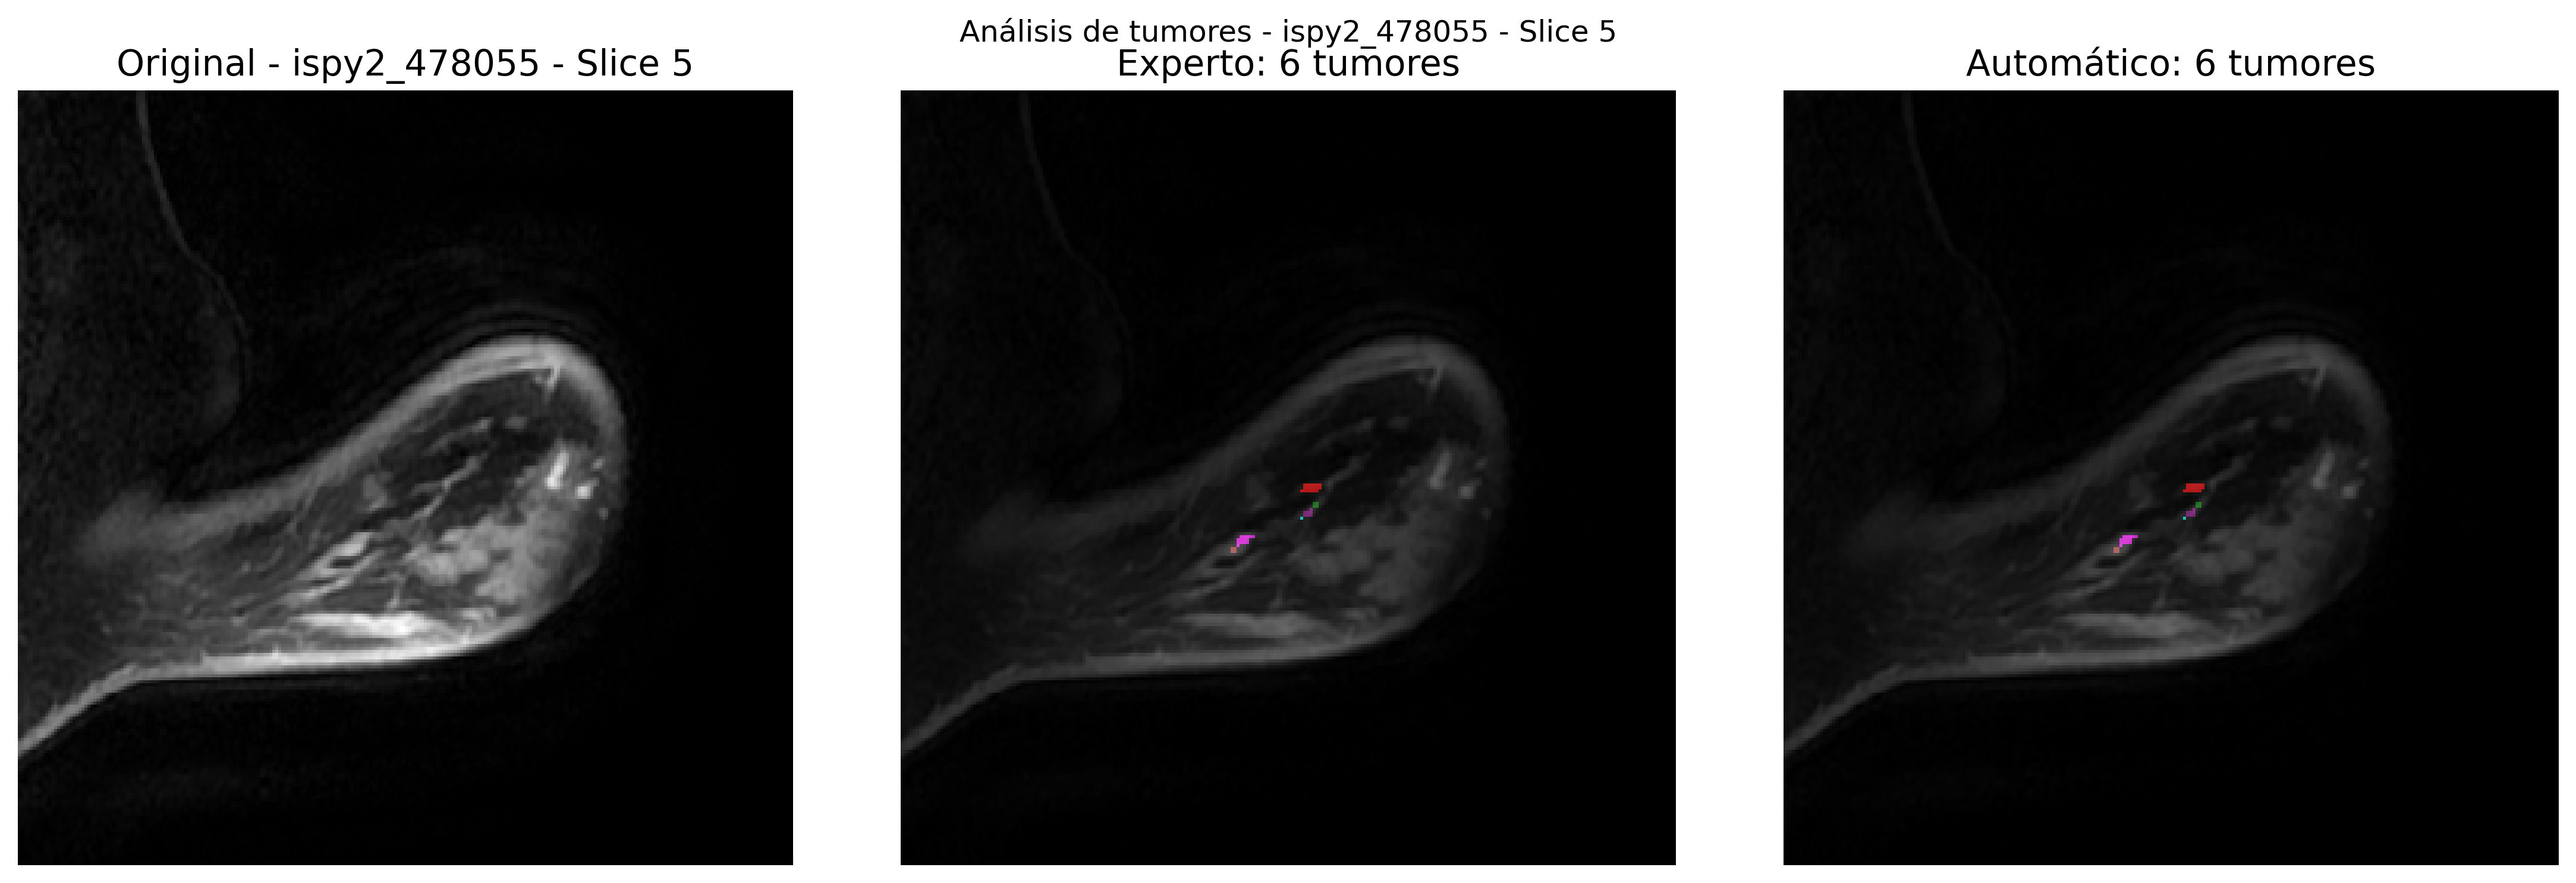 Análisis de tumores - ispy2_478055 - Slice 5
Original - ispy2_478055 - Slice 5
Experto: 6 tumores
Automático: 6 tumores